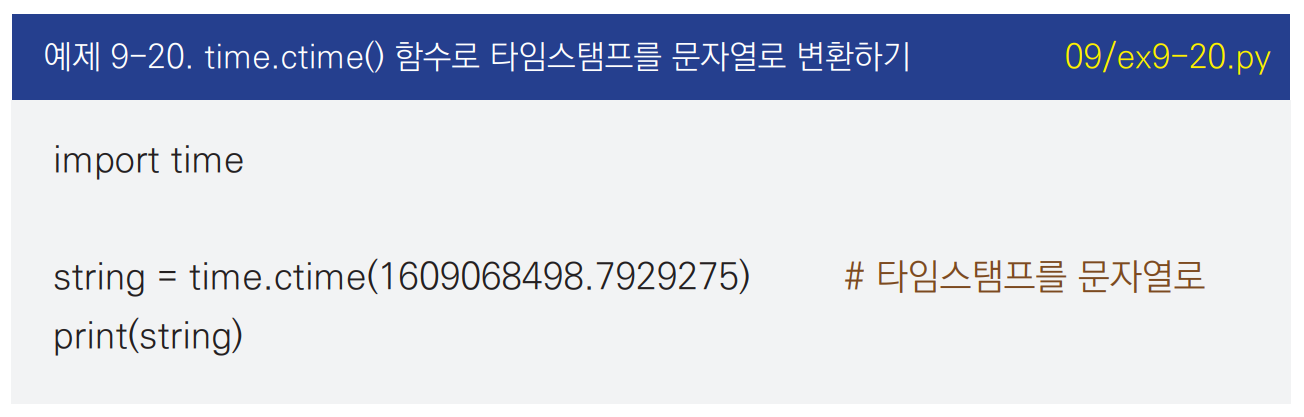 예제 9-20. time.ctime() 함수로 타임스탬프를 문자열로 변환하기 09/ex9-20.py
import time
string = time.ctime(1609068498.7929275) # 타임스탬프를 문자열로
print(string)